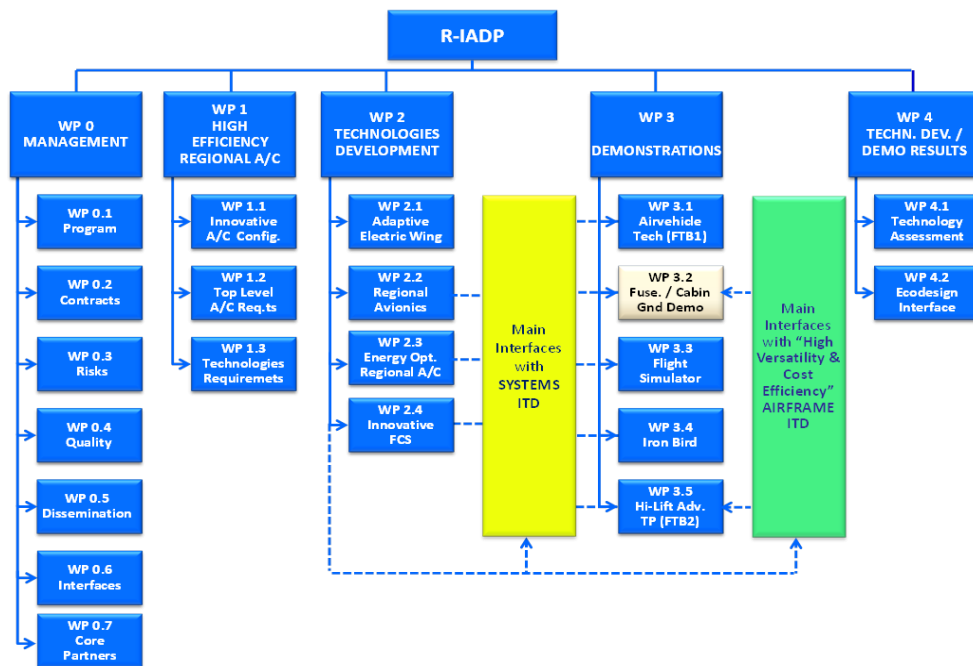 R-IADP
WP 0
MANAGEMENT
WP 1
HIGH
EFFICIENCY
REGIONAL A/C
WP 2
TECHNOLOGIES
DEVELOPMENT
WP 3
DEMONSTRATIONS
WP 4
TECHN. DEV. /
DEMO RESULTS
WP 0.1
Program
WP 0.2
Contracts
WP 0.3
Risks
WP 0.4
Quality
WP 0.5
Dissemination
WP 0.6
Interfaces
WP 0.7
Core
Partners
WP 1.1
Innovative
A/C Config.
WP 1.2
Top Level
A/C Req.ts
WP 1.3
Technologies
Requiremets
WP 2.1
Adaptive
Electric Wing
WP 2.2
Regional
Avionics
WP 2.3
Energy Opt.
Regional A/C
WP 2.4
Innovative
FCS
Main
Interfaces
with
SYSTEMS
ITD
WP 3.1
Airvehicle
Tech (FTB1)
WP 3.2
Fuse. / Cabin
Gnd Demo
WP 3.3
Flight
Simulator
WP 3.4
Iron Bird
WP 3.5
Hi-Lift Adv.
TP (FTB2)
Main
Interfaces
with "High
Versatility &
Cost
Efficiency"
AIRFRAME
ITD
WP 4.1
Technology
Assessment
WP 4.2
Ecodesign
Interface